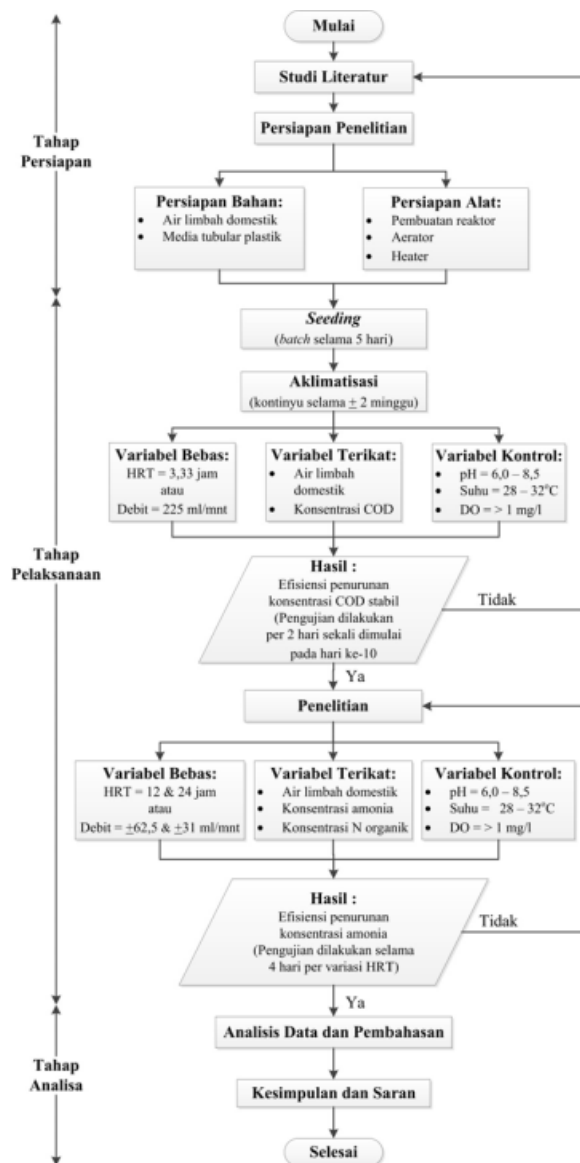 Mulai
Studi Literatur
Persiapan Penelitian
Tahap
Persiapan
Persiapan Bahan:
• Air limbah domestik
• Media tubular plastik
Persiapan Alat:
• Pembuatan reaktor
• Aerator
• Heater
Seeding
(batch selama 5 hari)
Aklimatisasi
(kontinyu selama ± 2 minggu)
Variabel Bebas:
HRT = 3,33 jam
atau
Debit = 225 ml/mnt
Variabel Terikat:
• Air limbah
domestik
• Konsentrasi COD
Variabel Kontrol:
• pH = 6,0 – 8,5
• Suhu = 28 – 32°C
• DO = > 1 mg/l
Tahap
Pelaksanaan
Hasil :
Efisiensi penurunan
konsentrasi COD stabil
(Pengujian dilakukan
per 2 hari sekali dimulai
pada hari ke-10
Tidak
Ya
Penelitian
Variabel Bebas:
HRT = 12 & 24 jam
atau
Debit = ±62,5 & ±31 ml/mnt
Variabel Terikat:
• Air limbah domestik
• Konsentrasi amonia
• Konsentrasi N organik
Variabel Kontrol:
• pH = 6,0 – 8,5
• Suhu = 28 – 32°C
• DO = > 1 mg/l
Hasil :
Efisiensi penurunan
konsentrasi amonia
(Pengujian dilakukan selama
4 hari per variasi HRT)
Tidak
Ya
Analisis Data dan Pembahasan
Tahap
Analisa
Kesimpulan dan Saran
Selesai